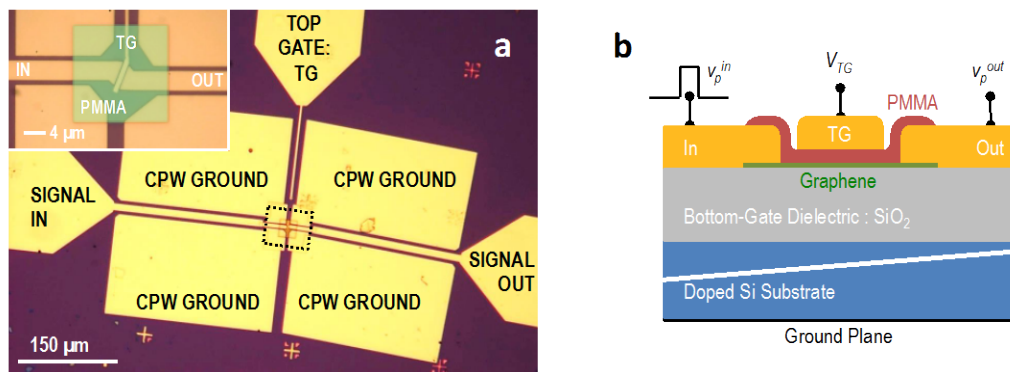 TG
IN
OUT
PMMA
4 µm
TOP
GATE:
TG
a
CPW GROUND
CPW GROUND
SIGNAL
IN
SIGNAL
OUT
CPW GROUND
CPW GROUND
150 µm
b
v_p^in
V_TG
v_p^out
PMMA
In
TG
Out
Graphene
Bottom-Gate Dielectric : SiO₂
Doped Si Substrate
Ground Plane